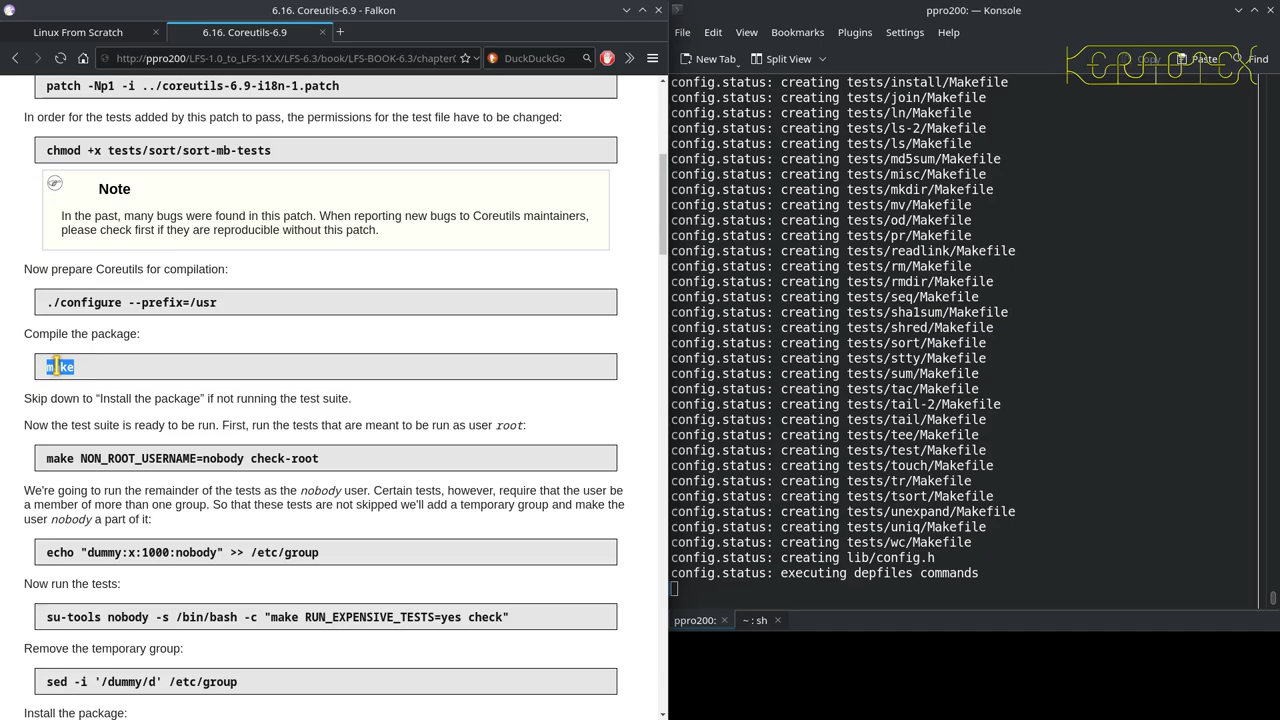 6.16. Coreutils-6.9 - Falkon
Linux From Scratch
6.16. Coreutils-6.9
http://ppro200/LFS-1.0_to_LFS-1X.X/LFS-6.3/book/LFS-BOOK-6.3/chapter0
DuckDuckGo
patch -Np1 -i ../coreutils-6.9-i18n-1.patch
In order for the tests added by this patch to pass, the permissions for the test file have to be changed:
chmod +x tests/sort/sort-mb-tests
Note
In the past, many bugs were found in this patch. When reporting new bugs to Coreutils maintainers,
please check first if they are reproducible without this patch.
Now prepare Coreutils for compilation:
./configure --prefix=/usr
Compile the package:
make
Skip down to “Install the package” if not running the test suite.
Now the test suite is ready to be run. First, run the tests that are meant to be run as user root:
make NON_ROOT_USERNAME=nobody check-root
We're going to run the remainder of the tests as the nobody user. Certain tests, however, require that the user be
a member of more than one group. So that these tests are not skipped we'll add a temporary group and make the
user nobody a part of it:
echo "dummy:x:1000:nobody" >> /etc/group
Now run the tests:
su-tools nobody -s /bin/bash -c "make RUN_EXPENSIVE_TESTS=yes check"
Remove the temporary group:
sed -i '/dummy/d' /etc/group
Install the package:
ppro200: — Konsole
File Edit View Bookmarks Plugins Settings Help
New Tab Split View Copy Paste Find
config.status: creating tests/install/Makefile
config.status: creating tests/join/Makefile
config.status: creating tests/ln/Makefile
config.status: creating tests/ls-2/Makefile
config.status: creating tests/ls/Makefile
config.status: creating tests/md5sum/Makefile
config.status: creating tests/misc/Makefile
config.status: creating tests/mkdir/Makefile
config.status: creating tests/mv/Makefile
config.status: creating tests/od/Makefile
config.status: creating tests/pr/Makefile
config.status: creating tests/readlink/Makefile
config.status: creating tests/rm/Makefile
config.status: creating tests/rmdir/Makefile
config.status: creating tests/seq/Makefile
config.status: creating tests/sha1sum/Makefile
config.status: creating tests/shred/Makefile
config.status: creating tests/sort/Makefile
config.status: creating tests/stty/Makefile
config.status: creating tests/sum/Makefile
config.status: creating tests/tac/Makefile
config.status: creating tests/tail-2/Makefile
config.status: creating tests/tail/Makefile
config.status: creating tests/tee/Makefile
config.status: creating tests/test/Makefile
config.status: creating tests/touch/Makefile
config.status: creating tests/tr/Makefile
config.status: creating tests/tsort/Makefile
config.status: creating tests/unexpand/Makefile
config.status: creating tests/uniq/Makefile
config.status: creating tests/wc/Makefile
config.status: creating lib/config.h
config.status: executing depfiles commands
ppro200:
~ : sh